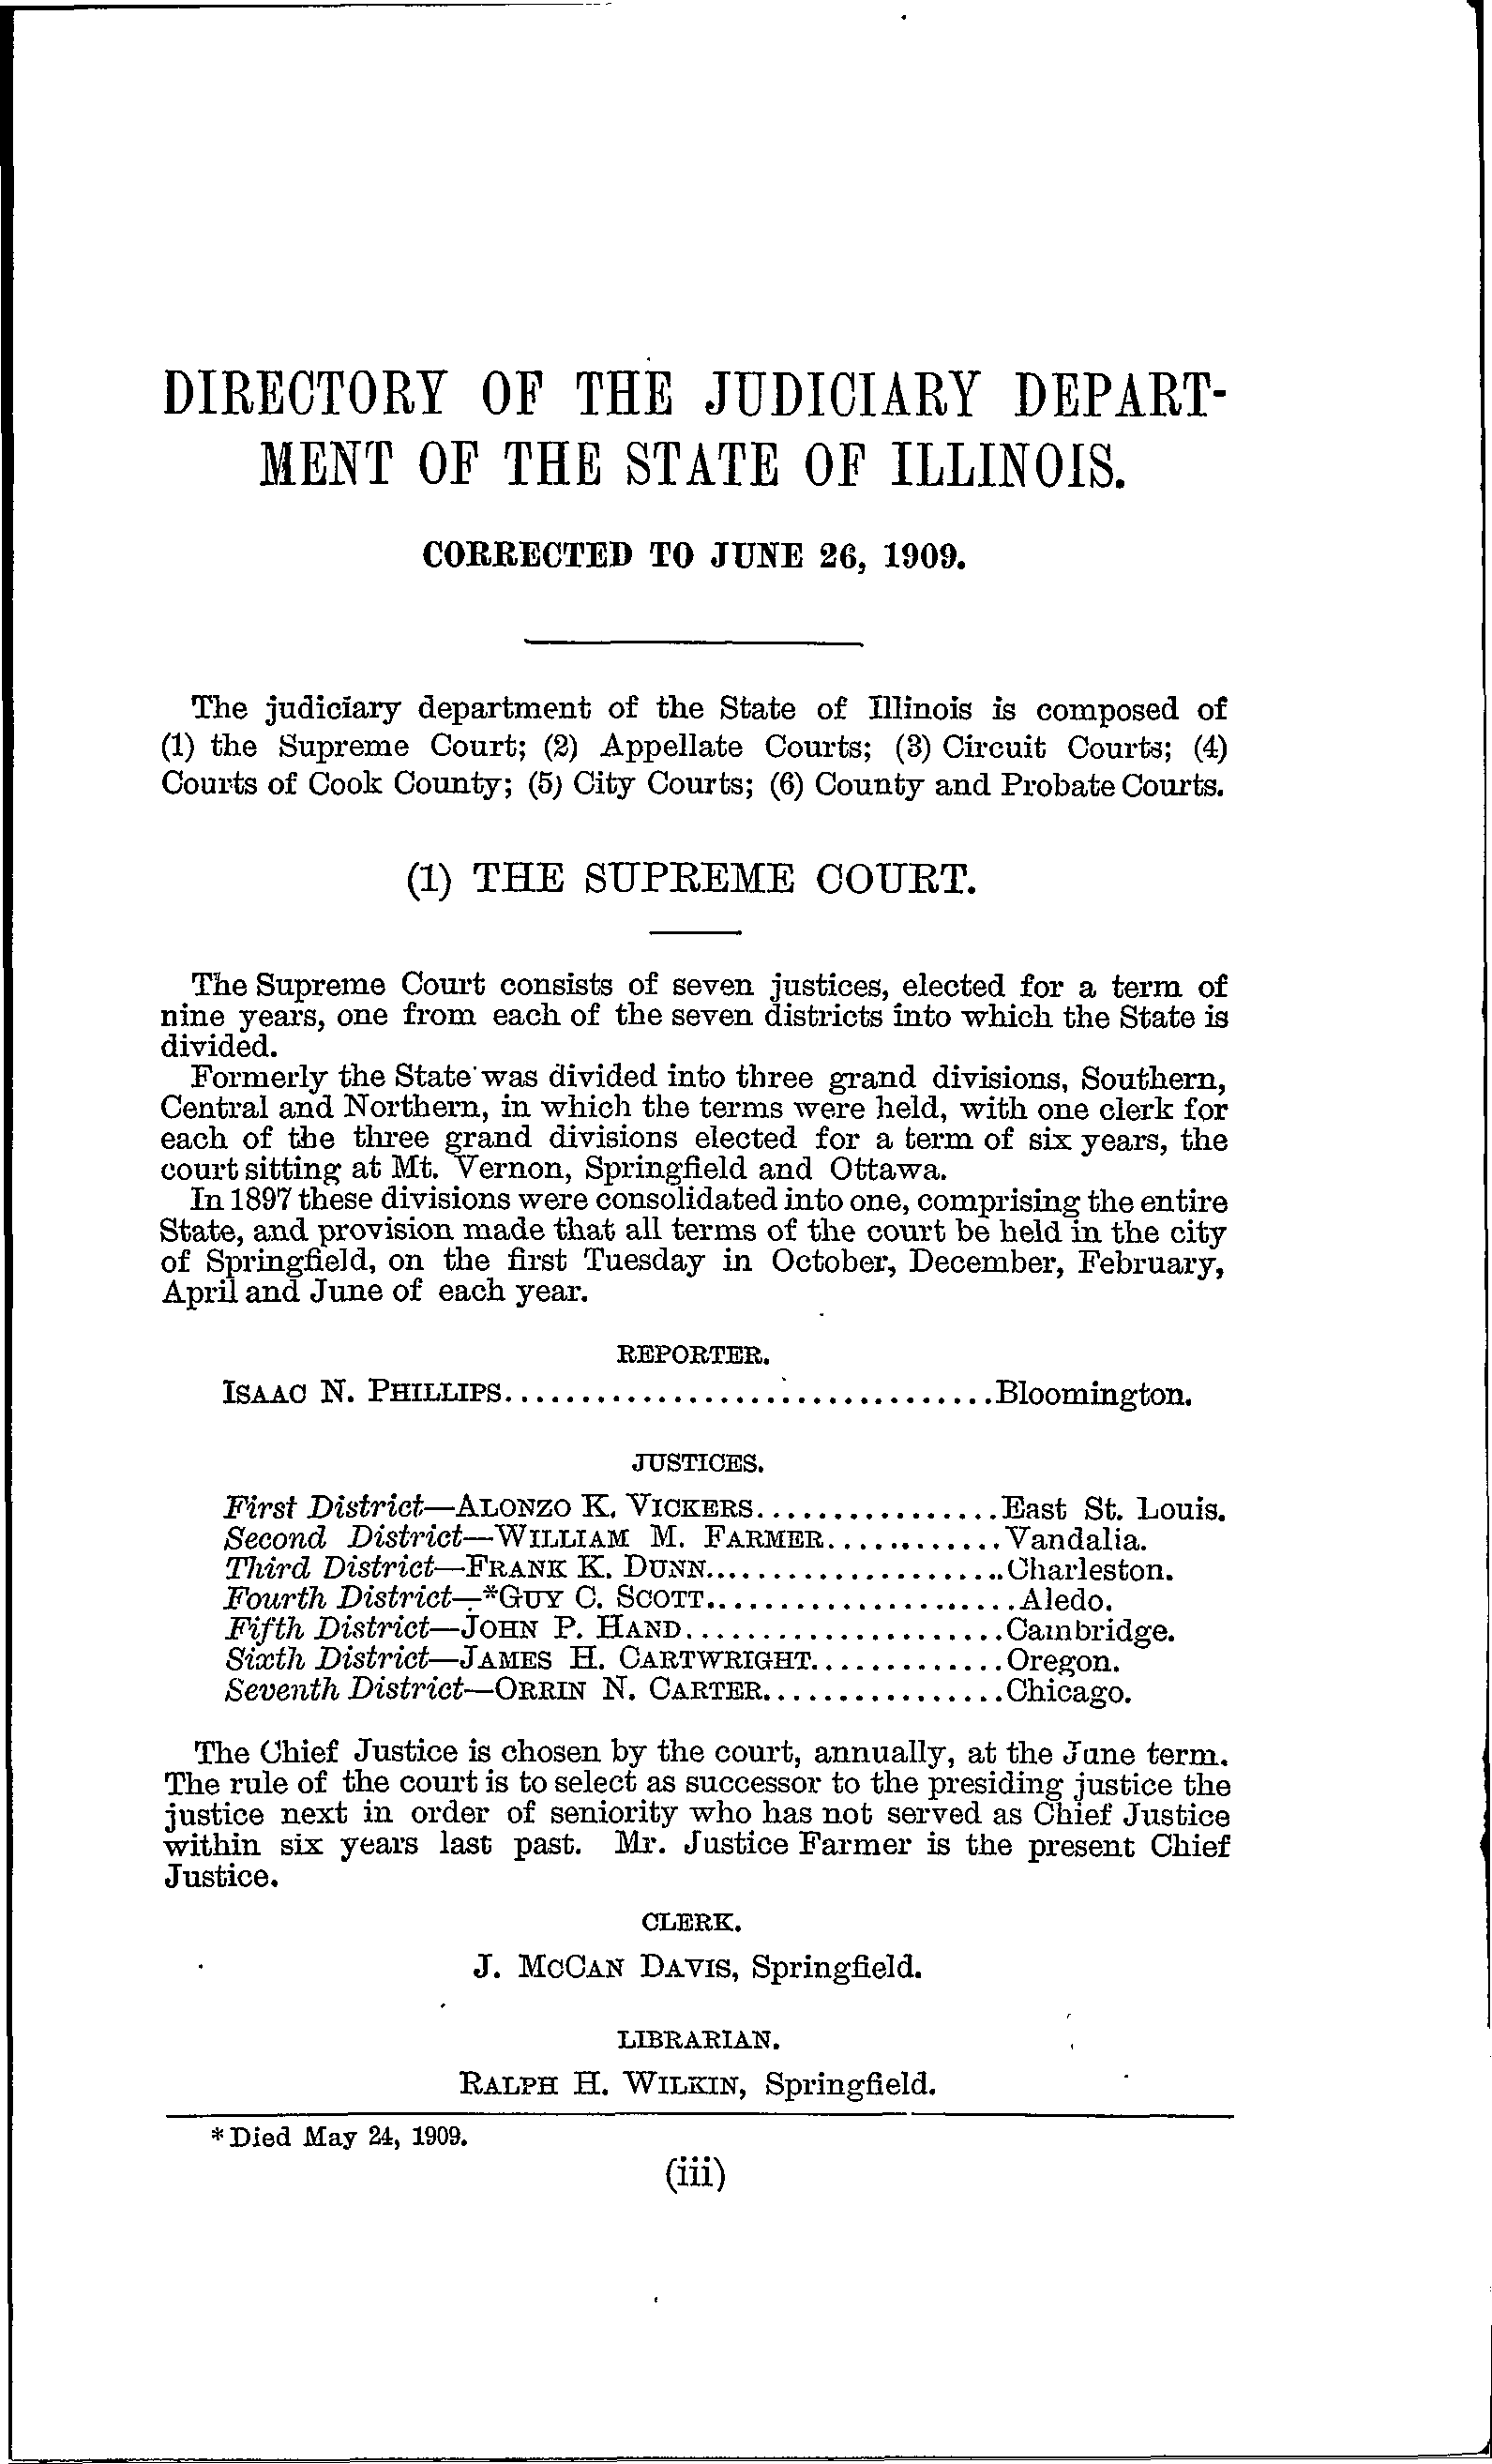 DIRECTORY OF THE JUDICIARY DEPART-
MENT OF THE STATE OF ILLINOIS.
CORRECTED TO JUNE 26, 1909.
The judiciary department of the State of Illinois is composed of
(1) the Supreme Court; (2) Appellate Courts; (3) Circuit Courts; (4)
Courts of Cook County; (5) City Courts; (6) County and Probate Courts.
(1) THE SUPREME COURT.
The Supreme Court consists of seven justices, elected for a term of
nine years, one from each of the seven districts into which the State is
divided.
Formerly the State was divided into three grand divisions, Southern,
Central and Northern, in which the terms were held, with one clerk for
each of the three grand divisions elected for a term of six years, the
court sitting at Mt. Vernon, Springfield and Ottawa.
In 1897 these divisions were consolidated into one, comprising the entire
State, and provision made that all terms of the court be held in the city
of Springfield, on the first Tuesday in October, December, February,
April and June of each year.
REPORTER.
ISAAC N. PHILLIPS................................Bloomington.
JUSTICES.
First District—ALONZO K. VICKERS................East St. Louis.
Second District—WILLIAM M. FARMER............Vandalia.
Third District—FRANK K. DUNN....................Charleston.
Fourth District—*GUY C. SCOTT....................Aledo.
Fifth District—JOHN P. HAND.....................Cambridge.
Sixth District—JAMES H. CARTWRIGHT.............Oregon.
Seventh District—ORRIN N. CARTER................Chicago.
The Chief Justice is chosen by the court, annually, at the June term.
The rule of the court is to select as successor to the presiding justice the
justice next in order of seniority who has not served as Chief Justice
within six years last past. Mr. Justice Farmer is the present Chief
Justice.
CLERK.
J. MCCAN DAVIS, Springfield.
LIBRARIAN.
RALPH H. WILKIN, Springfield.
*Died May 24, 1909.
(iii)